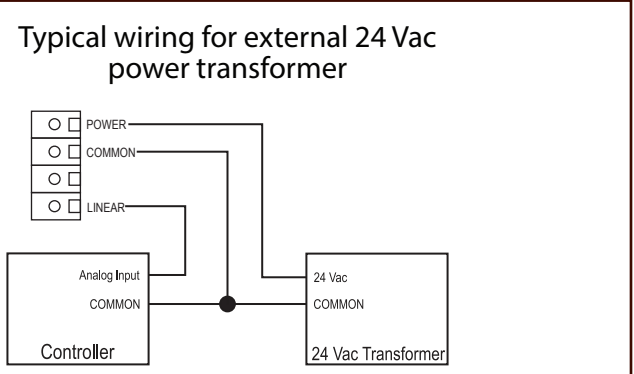 Typical wiring for external 24 Vac
power transformer
POWER
COMMON
LINEAR
Analog Input
COMMON
Controller
24 Vac
COMMON
24 Vac Transformer